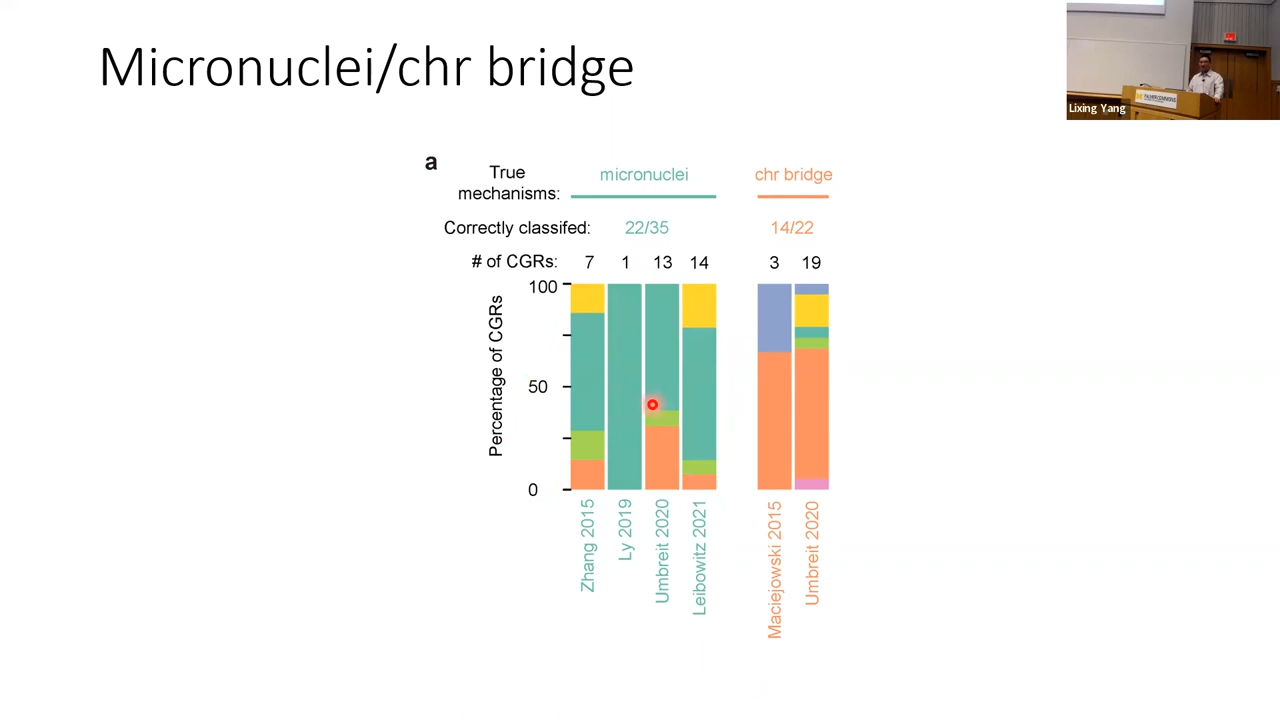 Micronuclei/chr bridge
Lixing Yang
PALMER COMMONS
a
True mechanisms:
micronuclei
chr bridge
Correctly classifed:
22/35
14/22
# of CGRs:
7 1 13 14 3 19
Percentage of CGRs
100
50
0
Zhang 2015
Ly 2019
Umbreit 2020
Leibowitz 2021
Maciejowski 2015
Umbreit 2020